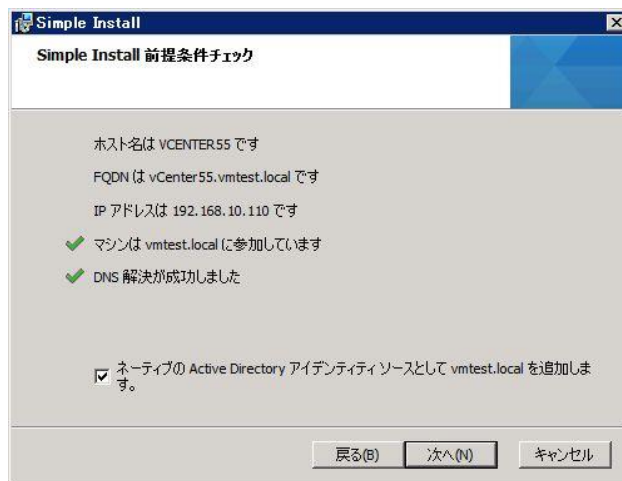 Simple Install
Simple Install 前提条件チェック
ホスト名は VCENTER55 です
FQDN は vCenter55.vmtest.local です
IP アドレスは 192.168.10.110 です
マシンは vmtest.local に参加しています
DNS 解決が成功しました
ネーティブの Active Directory アイデンティティ ソースとして vmtest.local を追加しま
す。
戻る(B) 次へ(N) キャンセル